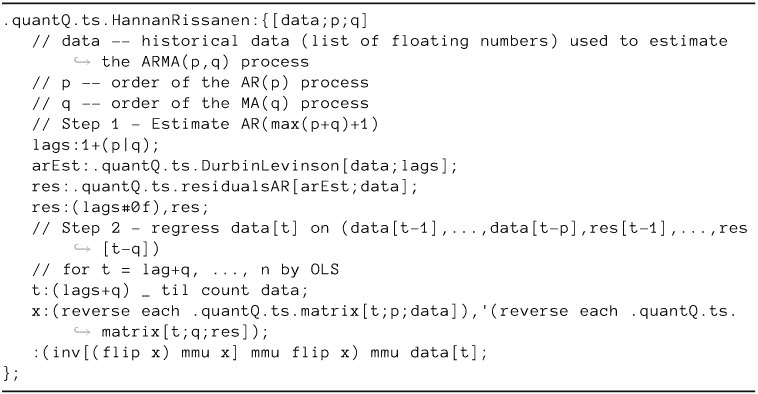 .quantQ.ts.HannanRissanen:{[data;p;q]
// data -- historical data (list of floating numbers) used to estimate
↪ the ARMA(p,q) process
// p -- order of the AR(p) process
// q -- order of the MA(q) process
// Step 1 - Estimate AR(max(p+q)+1)
lags:1+(p|q);
arEst:.quantQ.ts.DurbinLevinson[data;lags];
res:.quantQ.ts.residualsAR[arEst;data];
res:(lags#0f),res;
// Step 2 - regress data[t] on (data[t-1],...,data[t-p],res[t-1],...,res
↪ [t-q])
// for t = lag+q, ..., n by OLS
t:(lags+q) _ til count data;
x:(reverse each .quantQ.ts.matrix[t;p;data]),'(reverse each .quantQ.ts.
↪ matrix[t;q;res]);
:(inv[(flip x) mmu x] mmu flip x) mmu data[t];
};